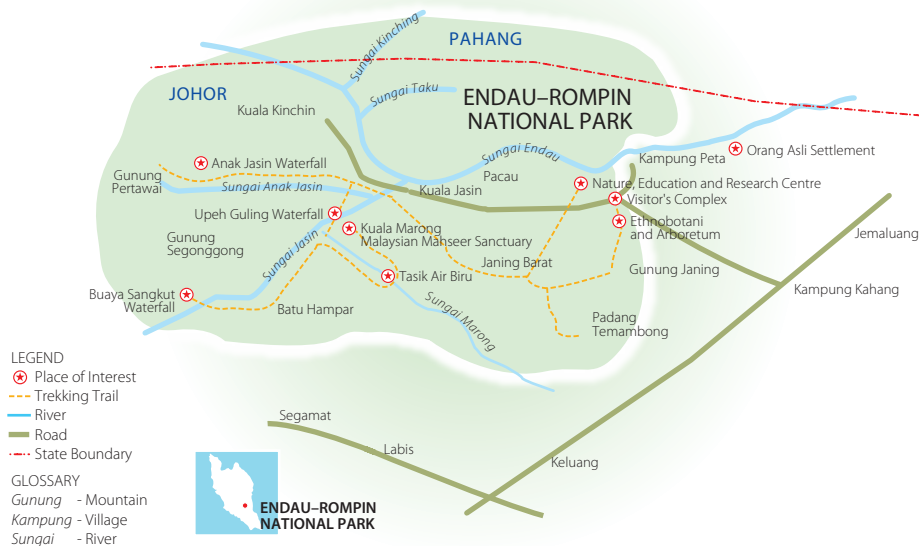 Sungai Kinching
PAHANG
JOHOR
Sungai Taku
Kuala Kinchin
ENDAU–ROMPIN
NATIONAL PARK
Sungai Endau
Kampung Peta
Orang Asli Settlement
Anak Jasin Waterfall
Gunung
Pertawai
Sungai Anak Jasin
Pacau
Kuala Jasin
Nature, Education and Research Centre
Visitor's Complex
Upeh Guling Waterfall
Kuala Marong
Malaysian Mahseer Sanctuary
Ethnobotani
and Arboretum
Jemaluang
Gunung
Segonggong
Sungai Jasin
Janing Barat
Gunung Janing
Tasik Air Biru
Kampung Kahang
Buaya Sangkut
Waterfall
Batu Hampar
Sungai Marong
Padang
Temambong
LEGEND
Place of Interest
Trekking Trail
River
Road
State Boundary
Segamat
Labis
Keluang
GLOSSARY
Gunung - Mountain
Kampung - Village
Sungai - River
ENDAU–ROMPIN
NATIONAL PARK